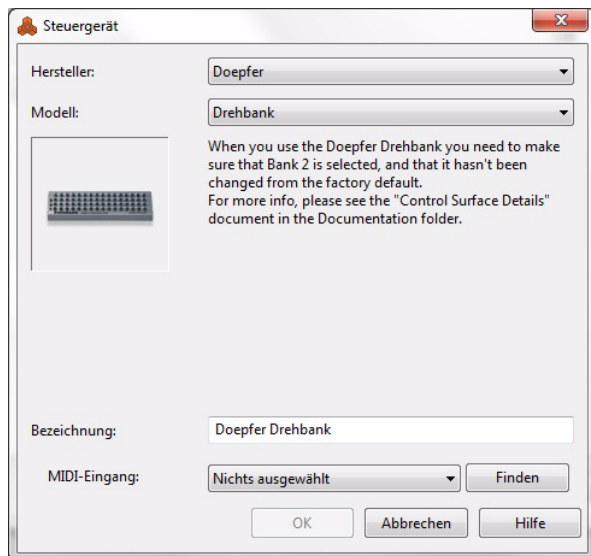 Steuergerät
Hersteller: Doepfer
Modell: Drehbank
When you use the Doepfer Drehbank you need to make
sure that Bank 2 is selected, and that it hasn't been
changed from the factory default.
For more info, please see the "Control Surface Details"
document in the Documentation folder.
Bezeichnung: Doepfer Drehbank
MIDI-Eingang: Nichts ausgewählt Finden
OK Abbrechen Hilfe